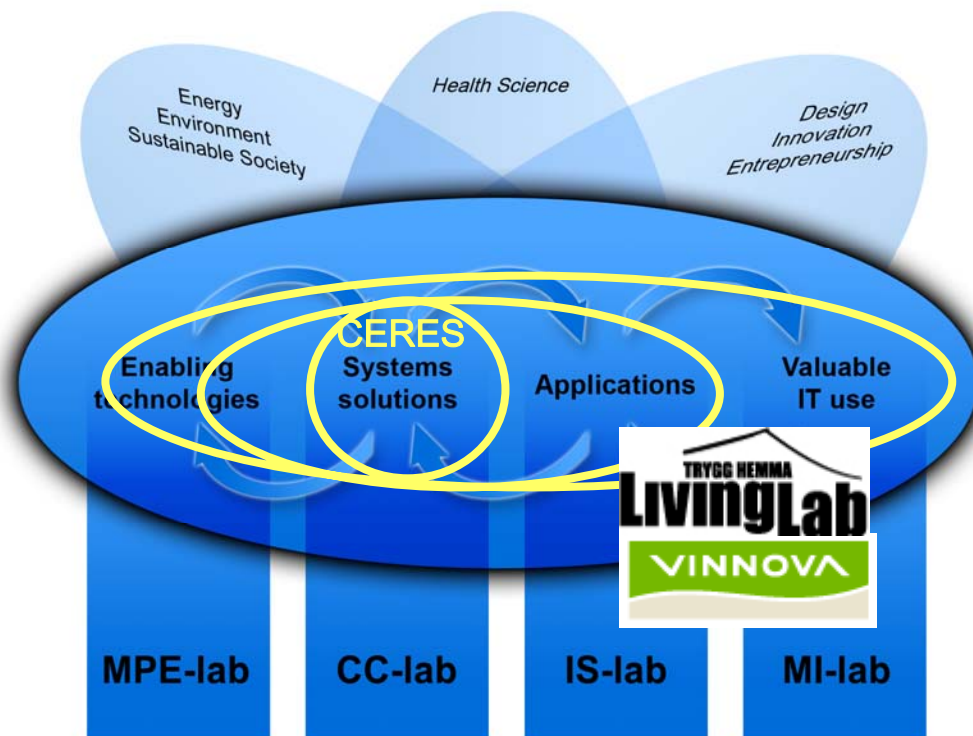 Energy
Environment
Sustainable Society
Health Science
Design
Innovation
Entrepreneurship
CERES
Enabling
technologies
Systems
solutions
Applications
Valuable
IT use
TRYGG HEMMA
LivingLab
VINNOVA
MPE-lab
CC-lab
IS-lab
MI-lab